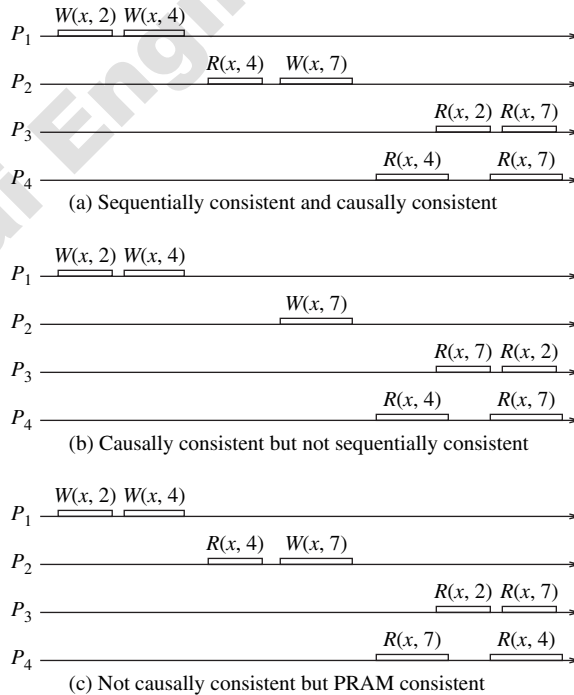 W(x, 2) W(x, 4)
P1
R(x, 4) W(x, 7)
P2
R(x, 2) R(x, 7)
P3
R(x, 4) R(x, 7)
P4
(a) Sequentially consistent and causally consistent
W(x, 2) W(x, 4)
P1
W(x, 7)
P2
R(x, 7) R(x, 2)
P3
R(x, 4) R(x, 7)
P4
(b) Causally consistent but not sequentially consistent
W(x, 2) W(x, 4)
P1
R(x, 4) W(x, 7)
P2
R(x, 2) R(x, 7)
P3
R(x, 7) R(x, 4)
P4
(c) Not causally consistent but PRAM consistent